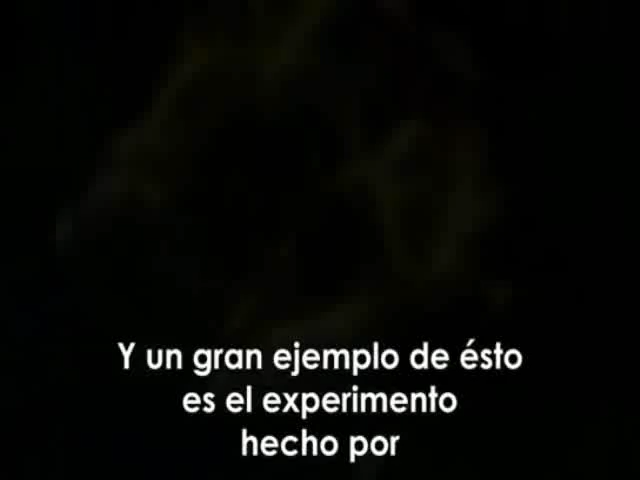 Y un gran ejemplo de ésto
es el experimento
hecho por